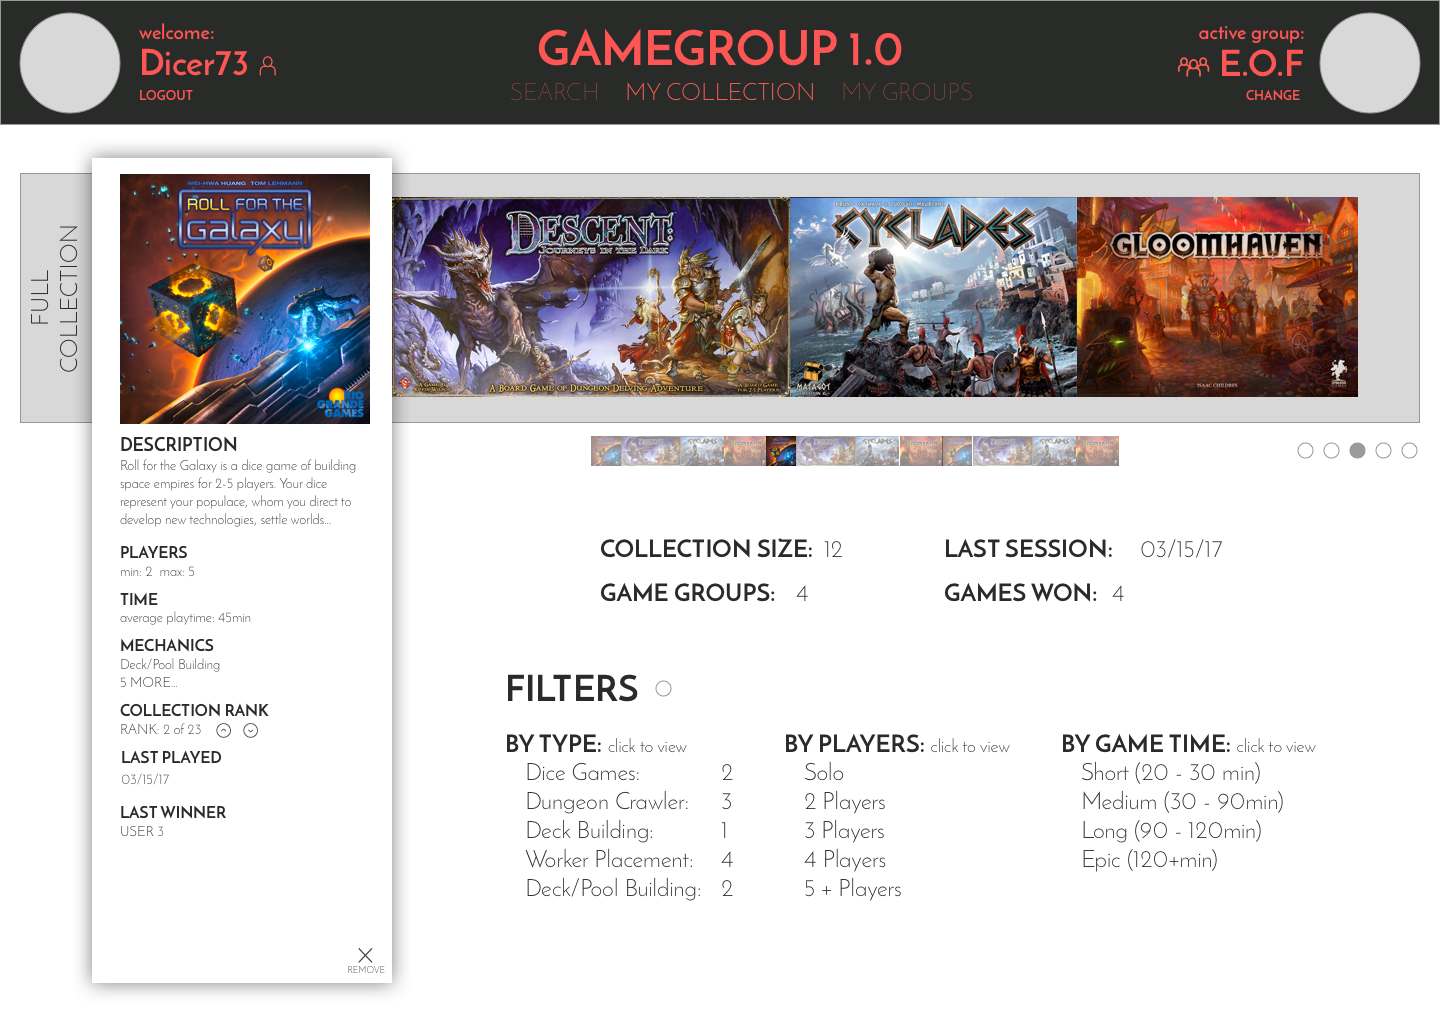 welcome:
Dicer73
LOGOUT
GAMEGROUP 1.0
SEARCH MY COLLECTION MY GROUPS
active group:
E.O.F
CHANGE
FULL
COLLECTION
WEI-HWA HUANG TOM LEHMANN
ROLL FOR THE
Galaxy
RIO
GRANDE
GAMES
DESCENT:
JOURNEYS IN THE DARK
A BOARD GAME OF DUNGEON DELVING ADVENTURE
CYCLADES
MATAGOT
GLOOMHAVEN
ISAAC CHILDRES
DESCRIPTION
Roll for the Galaxy is a dice game of building
space empires for 2-5 players. Your dice
represent your populace, whom you direct to
develop new technologies, settle worlds...
PLAYERS
min: 2 max: 5
TIME
average playtime: 45min
MECHANICS
Deck/Pool Building
5 MORE...
COLLECTION RANK
RANK: 2 of 23
LAST PLAYED
03/15/17
LAST WINNER
USER 3
REMOVE
COLLECTION SIZE: 12
LAST SESSION: 03/15/17
GAME GROUPS: 4
GAMES WON: 4
FILTERS
BY TYPE: click to view
Dice Games: 2
Dungeon Crawler: 3
Deck Building: 1
Worker Placement: 4
Deck/Pool Building: 2
BY PLAYERS: click to view
Solo
2 Players
3 Players
4 Players
5 + Players
BY GAME TIME: click to view
Short (20 - 30 min)
Medium (30 - 90min)
Long (90 - 120min)
Epic (120+min)